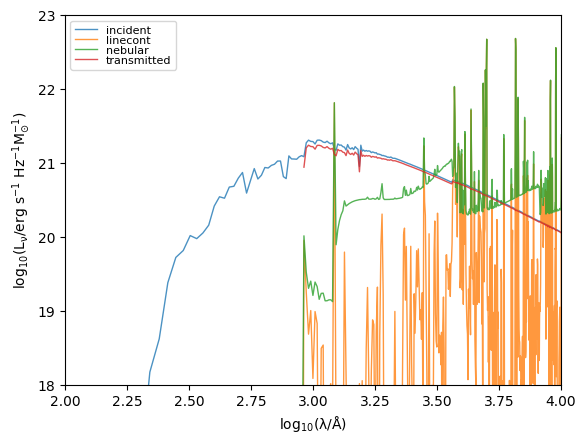 23
22
21
20
19
18
log₁₀(Lᵥ/erg s⁻¹ Hz⁻¹M⊙⁻¹)
incident
linecont
nebular
transmitted
2.00 2.25 2.50 2.75 3.00 3.25 3.50 3.75 4.00
log₁₀(λ/Å)